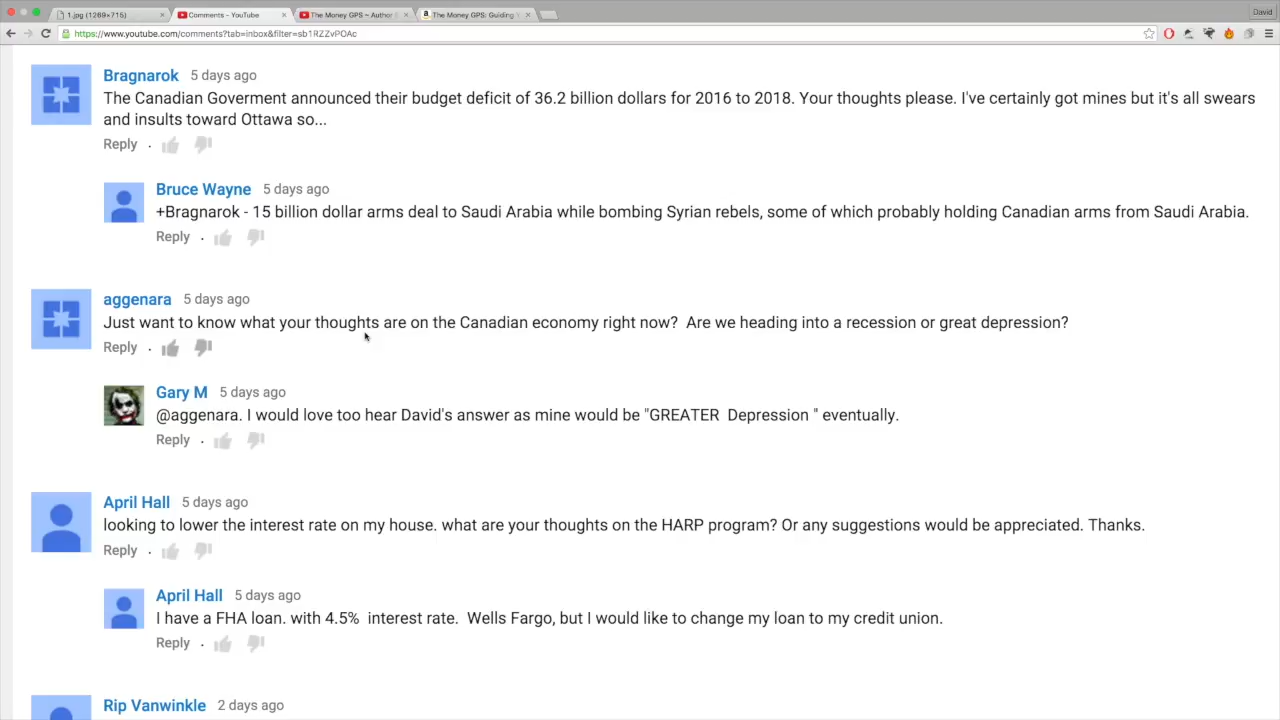 1.jpg (1269×715)
Comments - YouTube
The Money GPS ~ Author
The Money GPS: Guiding
David
https://www.youtube.com/comments?tab=inbox&filter=sb1RZZvPOAc
Bragnarok 5 days ago
The Canadian Goverment announced their budget deficit of 36.2 billion dollars for 2016 to 2018. Your thoughts please. I've certainly got mines but it's all swears
and insults toward Ottawa so...
Reply .
Bruce Wayne 5 days ago
+Bragnarok - 15 billion dollar arms deal to Saudi Arabia while bombing Syrian rebels, some of which probably holding Canadian arms from Saudi Arabia.
Reply .
aggenara 5 days ago
Just want to know what your thoughts are on the Canadian economy right now?  Are we heading into a recession or great depression?
Reply .
Gary M 5 days ago
@aggenara. I would love too hear David's answer as mine would be "GREATER  Depression " eventually.
Reply .
April Hall 5 days ago
looking to lower the interest rate on my house. what are your thoughts on the HARP program? Or any suggestions would be appreciated. Thanks.
Reply .
April Hall 5 days ago
I have a FHA loan. with 4.5%  interest rate.  Wells Fargo, but I would like to change my loan to my credit union.
Reply .
Rip Vanwinkle 2 days ago